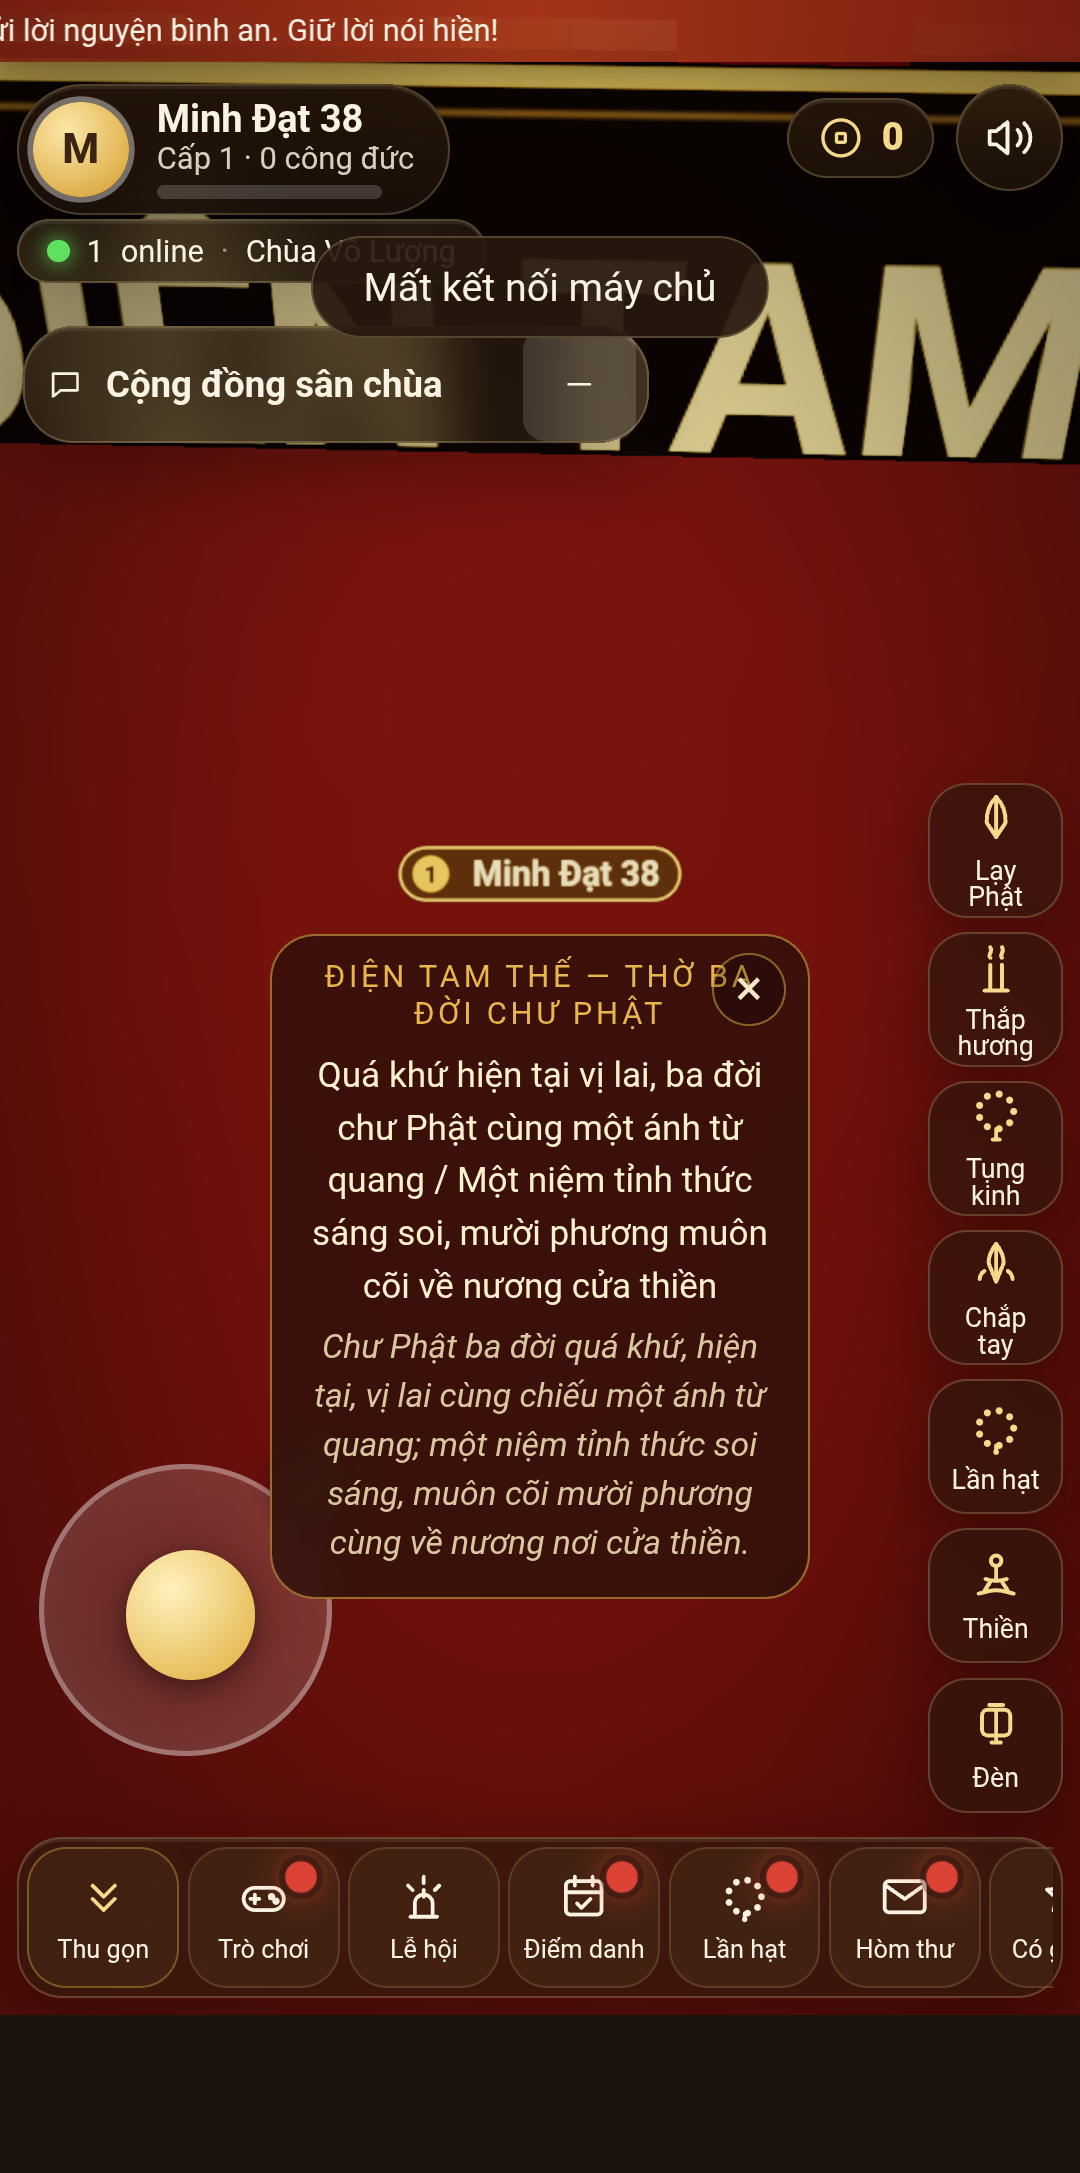 lời nguyện bình an. Giữ lời nói hiền!
M
Minh Đạt 38
Cấp 1 · 0 công đức
0
1 online · Chùa Vô Lượng
Mất kết nối máy chủ
Cộng đồng sân chùa
TAM
1 Minh Đạt 38
ĐIỆN TAM THẾ – THỜ BA
ĐỜI CHƯ PHẬT
Quá khứ hiện tại vị lai, ba đời
chư Phật cùng một ánh từ
quang / Một niệm tỉnh thức
sáng soi, mười phương muôn
cõi về nương cửa thiền
Chư Phật ba đời quá khứ, hiện
tại, vị lai cùng chiếu một ánh từ
quang; một niệm tỉnh thức soi
sáng, muôn cõi mười phương
cùng về nương nơi cửa thiền.
Lạy
Phật
Thắp
hương
Tụng
kinh
Chắp
tay
Lần hạt
Thiền
Đèn
Thu gọn
Trò chơi
Lễ hội
Điểm danh
Lần hạt
Hòm thư
Có